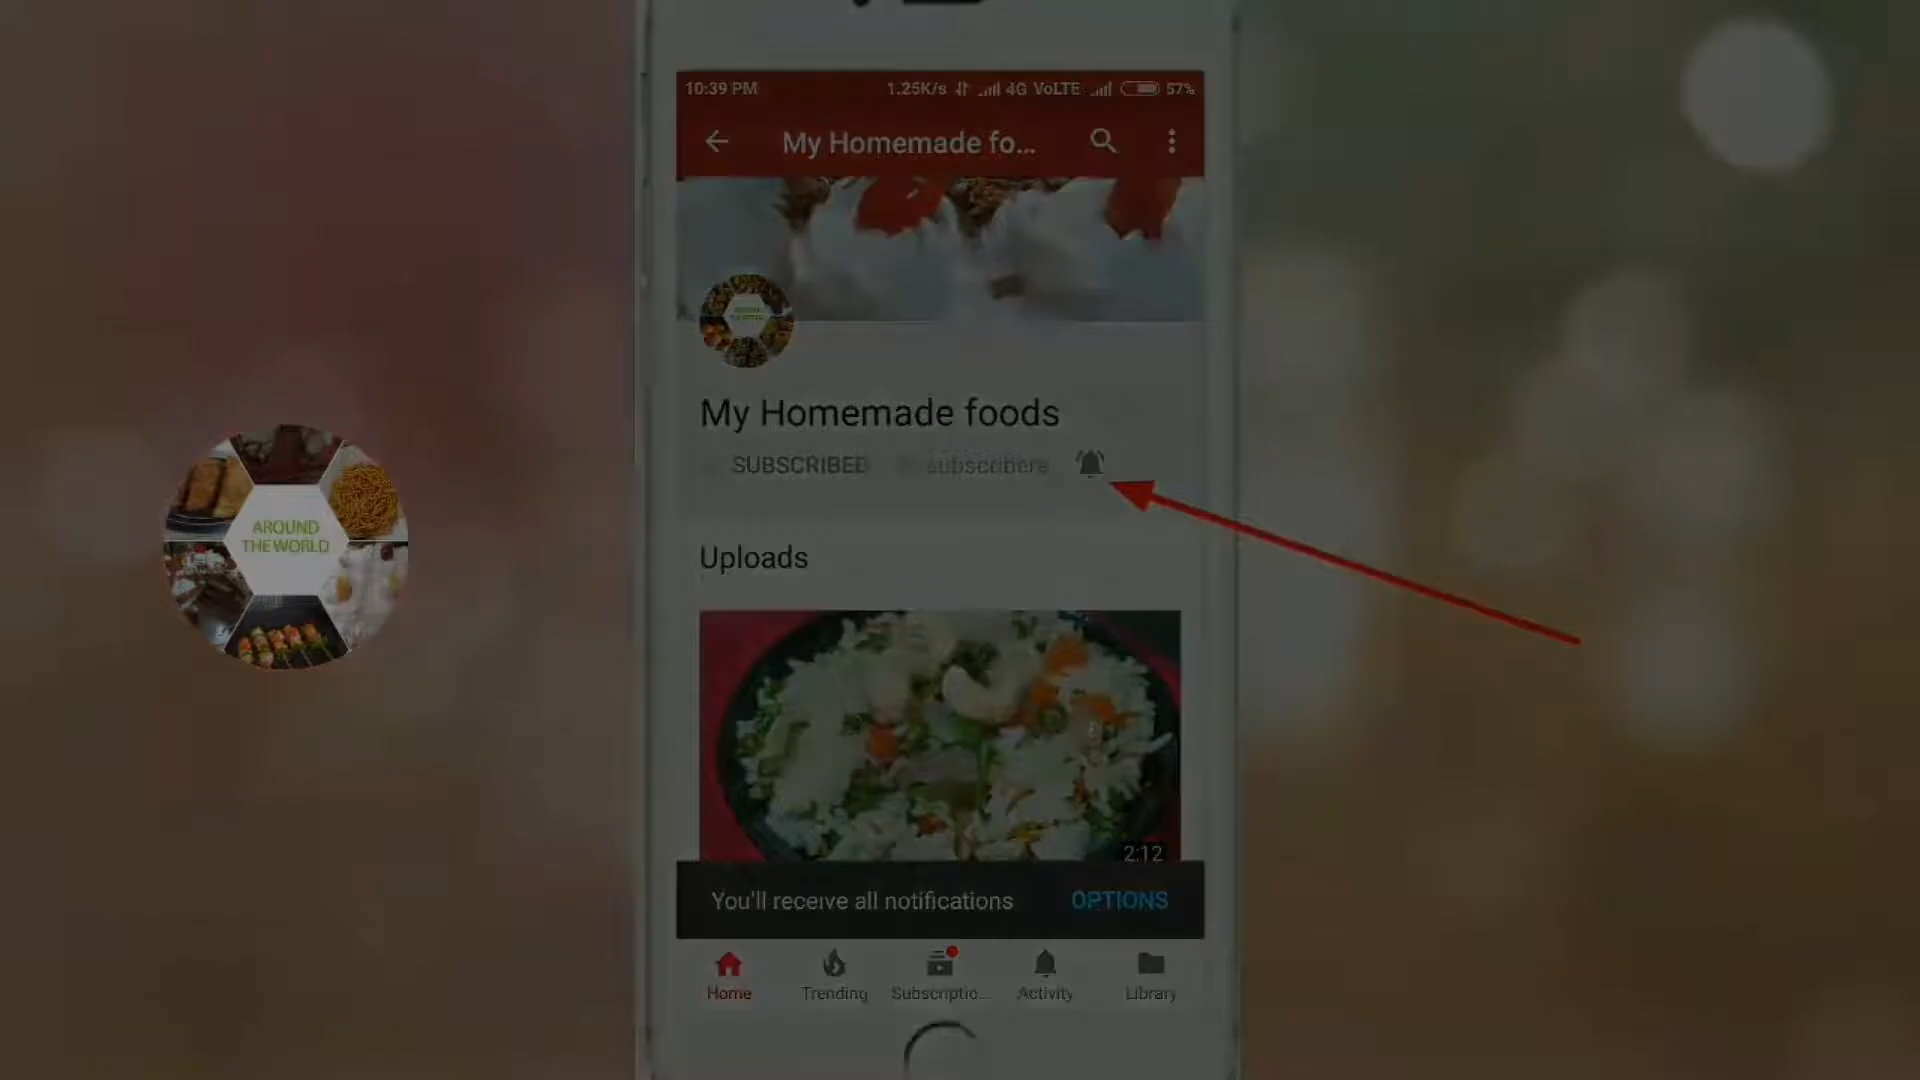 10:39 PM 1.25K/s 4G VoLTE 57%
My Homemade fo...
My Homemade foods
SUBSCRIBED subscribers
AROUND
THE WORLD
Uploads
2:12
You'll receive all notifications OPTIONS
Home Trending Subscriptio... Activity Library